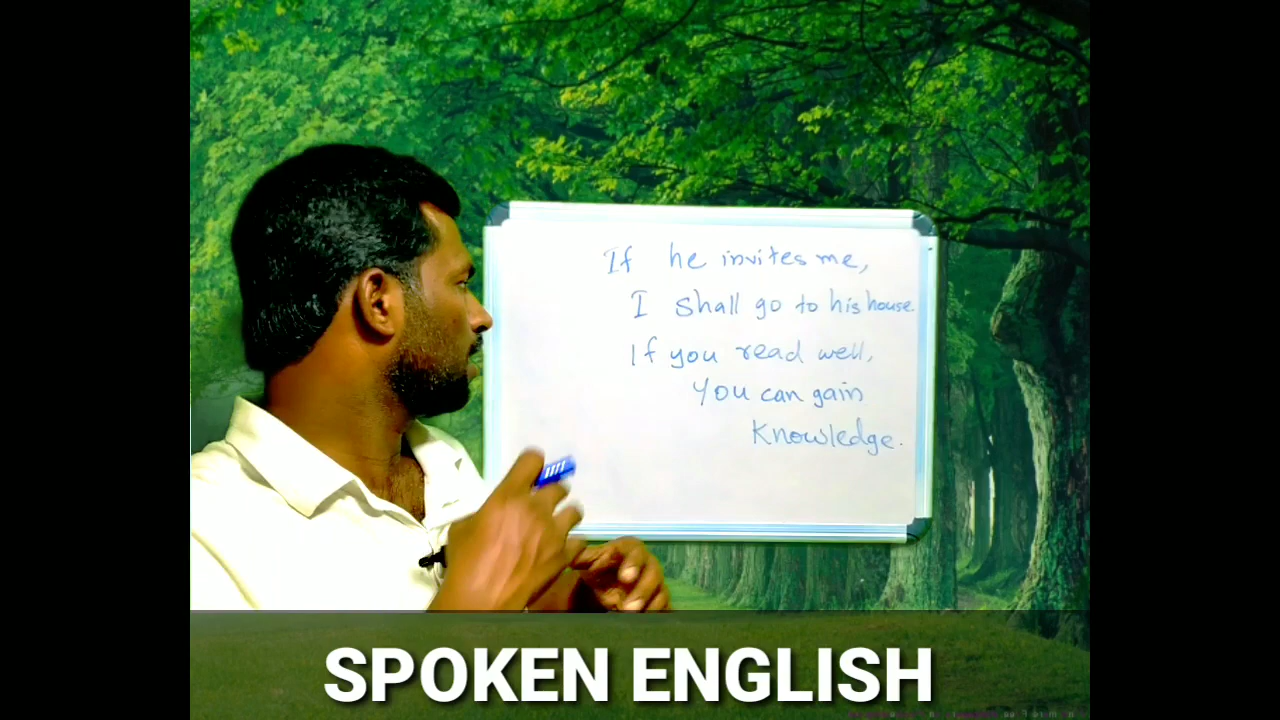 If he invites me,
I shall go to his house.
If you read well,
You can gain
Knowledge.
SPOKEN ENGLISH